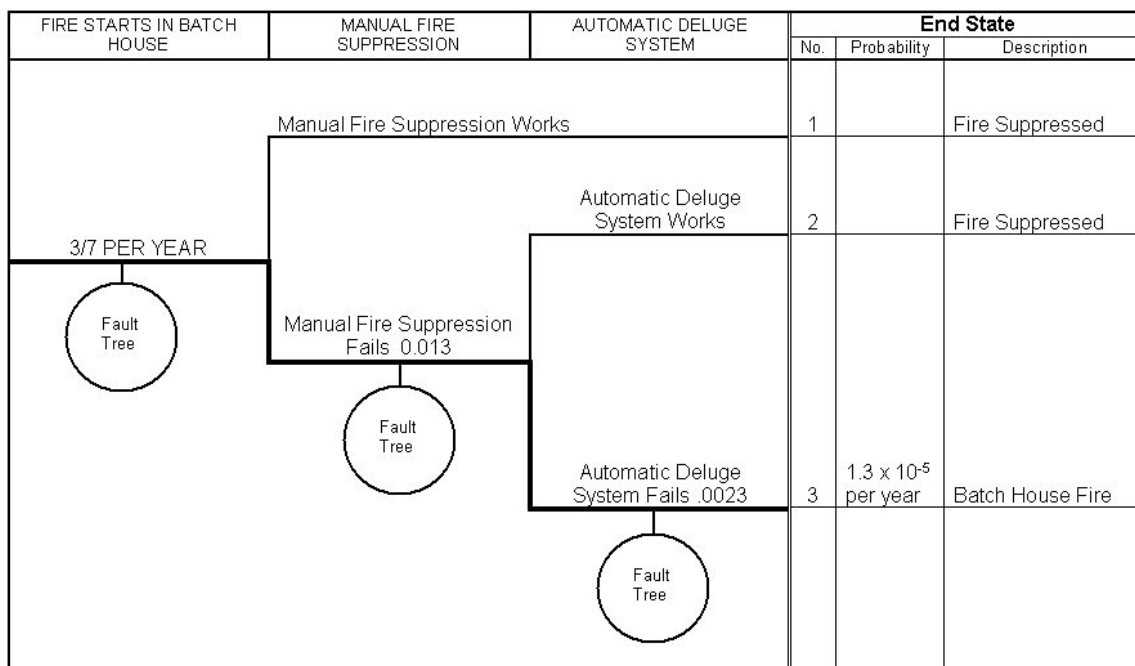 FIRE STARTS IN BATCH
HOUSE
MANUAL FIRE
SUPPRESSION
AUTOMATIC DELUGE
SYSTEM
End State
No.
Probability
Description
Manual Fire Suppression Works
1
Fire Suppressed
Automatic Deluge
System Works
2
Fire Suppressed
3/7 PER YEAR
Fault
Tree
Manual Fire Suppression
Fails 0.013
Fault
Tree
Automatic Deluge
System Fails .0023
3
1.3 x 10⁻⁵
per year
Batch House Fire
Fault
Tree